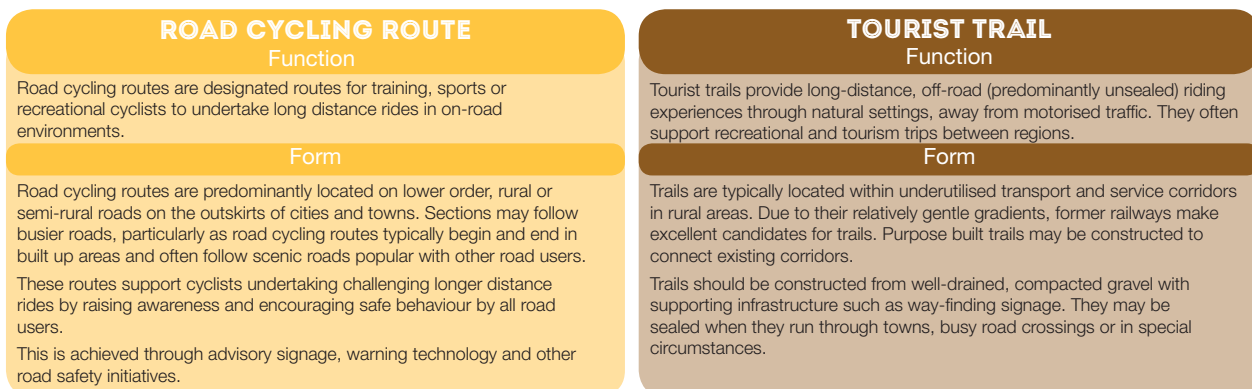 ROAD CYCLING ROUTE
Function
Road cycling routes are designated routes for training, sports or
recreational cyclists to undertake long distance rides in on-road
environments.
Form
Road cycling routes are predominantly located on lower order, rural or
semi-rural roads on the outskirts of cities and towns. Sections may follow
busier roads, particularly as road cycling routes typically begin and end in
built up areas and often follow scenic roads popular with other road users.
These routes support cyclists undertaking challenging longer distance
rides by raising awareness and encouraging safe behaviour by all road
users.
This is achieved through advisory signage, warning technology and other
road safety initiatives.
TOURIST TRAIL
Function
Tourist trails provide long-distance, off-road (predominantly unsealed) riding
experiences through natural settings, away from motorised traffic. They often
support recreational and tourism trips between regions.
Form
Trails are typically located within underutilised transport and service corridors
in rural areas. Due to their relatively gentle gradients, former railways make
excellent candidates for trails. Purpose built trails may be constructed to
connect existing corridors.
Trails should be constructed from well-drained, compacted gravel with
supporting infrastructure such as way-finding signage. They may be
sealed when they run through towns, busy road crossings or in special
circumstances.